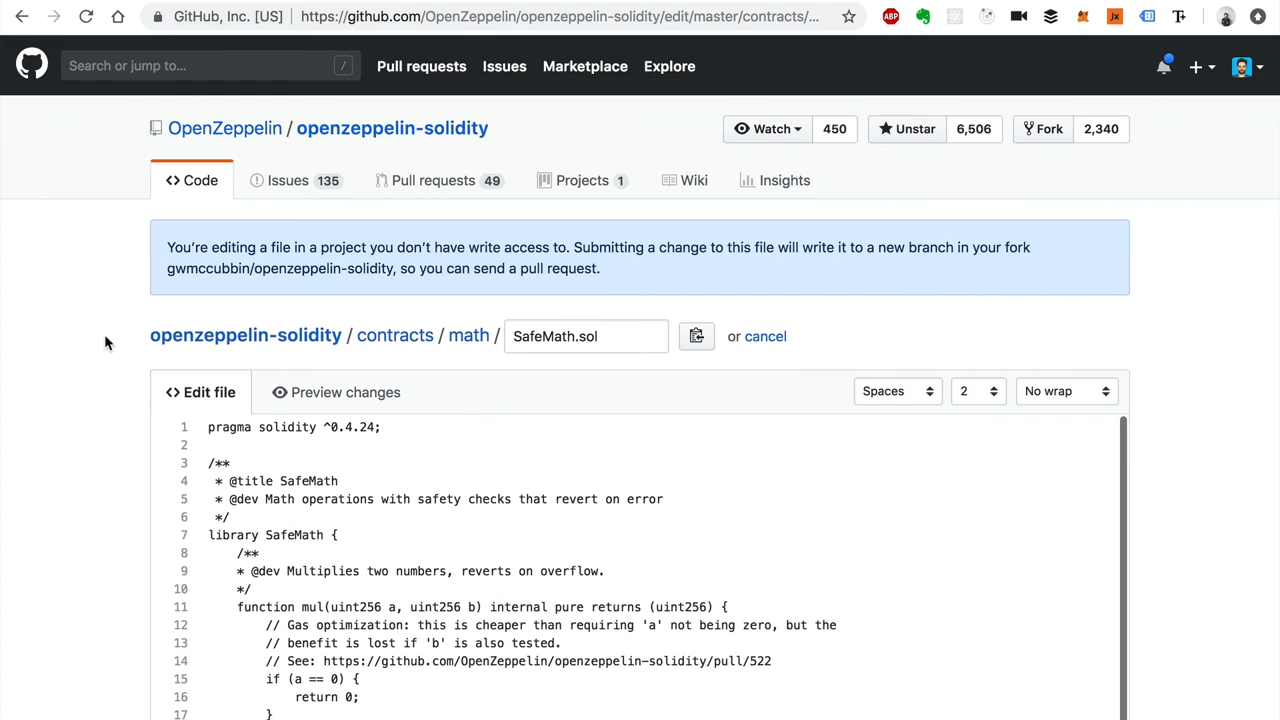 GitHub, Inc. [US] https://github.com/OpenZeppelin/openzeppelin-solidity/edit/master/contracts/... ABP Jx T
Search or jump to... / Pull requests Issues Marketplace Explore
OpenZeppelin / openzeppelin-solidity Watch 450 Unstar 6,506 Fork 2,340
Code Issues 135 Pull requests 49 Projects 1 Wiki Insights
You’re editing a file in a project you don’t have write access to. Submitting a change to this file will write it to a new branch in your fork
gwmccubbin/openzeppelin-solidity, so you can send a pull request.
openzeppelin-solidity / contracts / math / SafeMath.sol or cancel
<> Edit file Preview changes Spaces 2 No wrap
1 pragma solidity ^0.4.24;
2
3 /**
4 * @title SafeMath
5 * @dev Math operations with safety checks that revert on error
6 */
7 library SafeMath {
8 /**
9 * @dev Multiplies two numbers, reverts on overflow.
10 */
11 function mul(uint256 a, uint256 b) internal pure returns (uint256) {
12 // Gas optimization: this is cheaper than requiring 'a' not being zero, but the
13 // benefit is lost if 'b' is also tested.
14 // See: https://github.com/OpenZeppelin/openzeppelin-solidity/pull/522
15 if (a == 0) {
16 return 0;
17 }